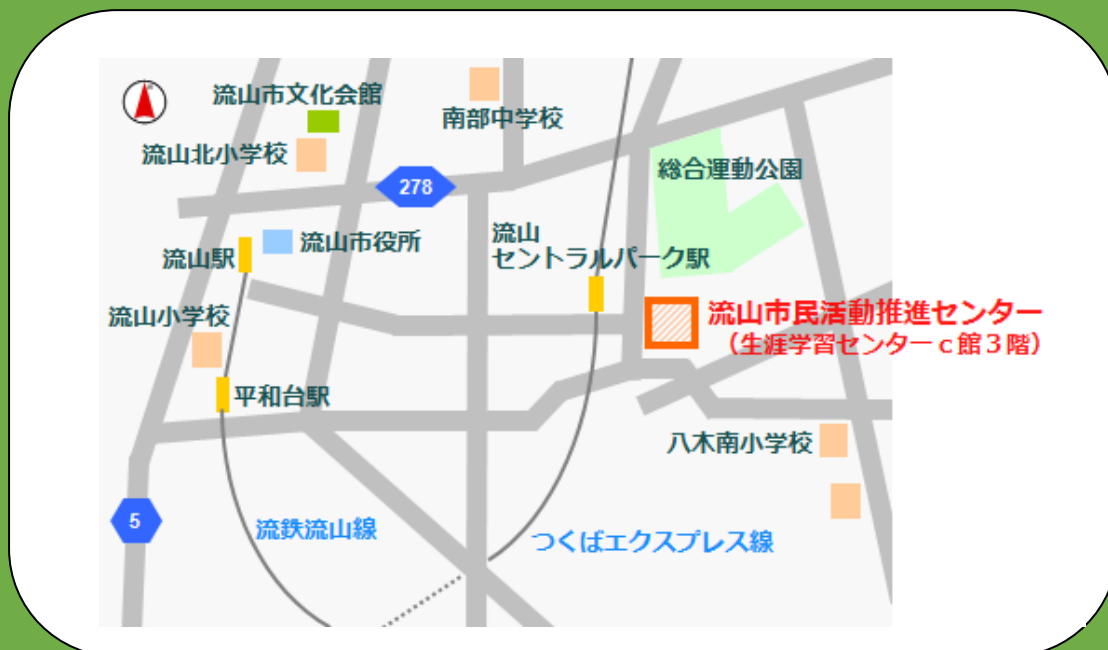 流山市文化会館
南部中学校
流山北小学校
総合運動公園
278
流山市役所
流山
セントラルパーク駅
流山駅
流山小学校
流山市民活動推進センター
（生涯学習センターｃ館３階）
平和台駅
八木南小学校
5
流鉄流山線
つくばエクスプレス線